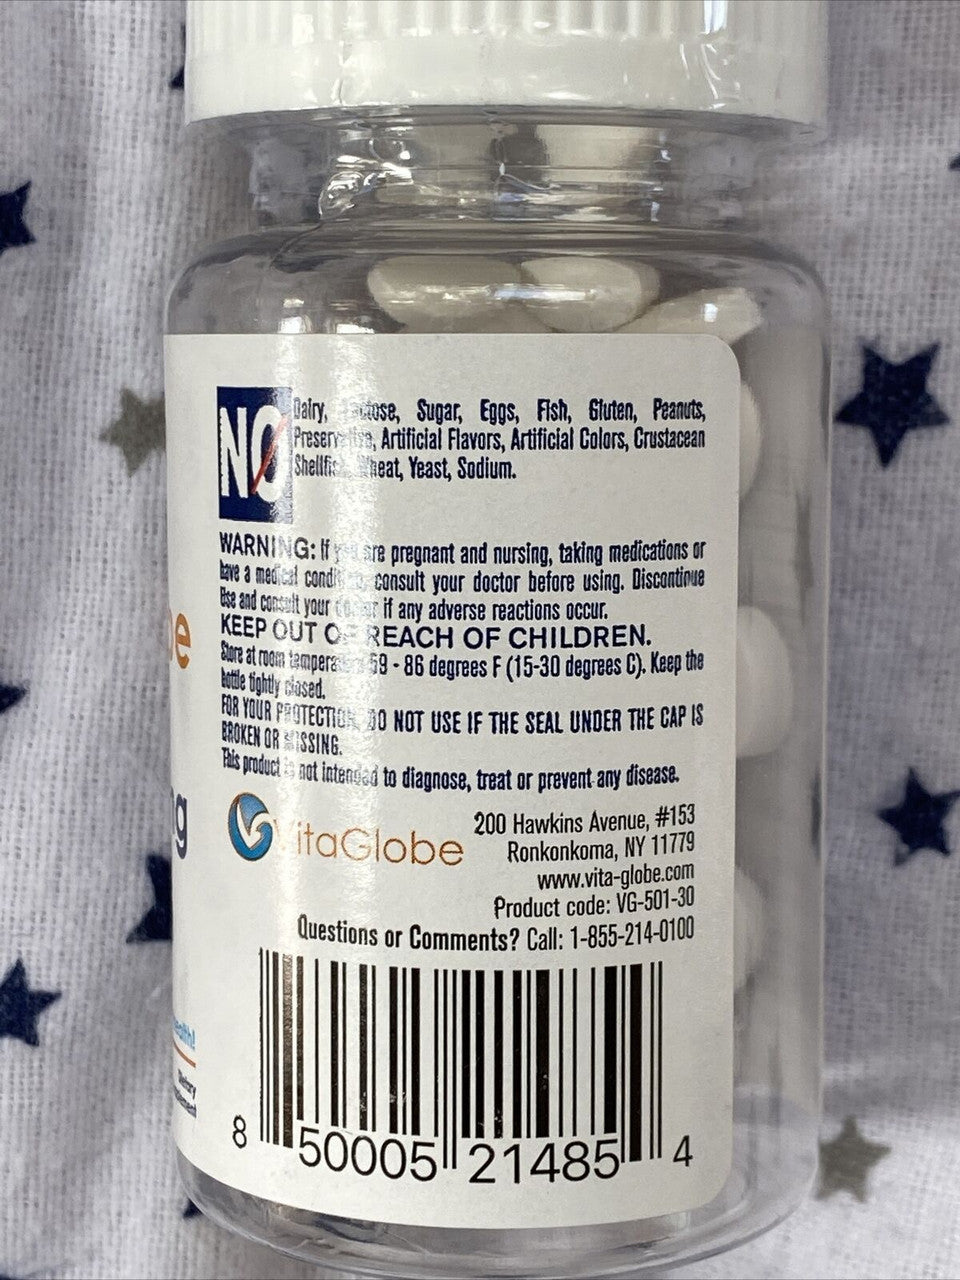 NO
Dairy, Lactose, Sugar, Eggs, Fish, Gluten, Peanuts,
Preservative, Artificial Flavors, Artificial Colors, Crustacean
Shellfish, Wheat, Yeast, Sodium.
WARNING: If you are pregnant and nursing, taking medications or
have a medical condition, consult your doctor before using. Discontinue
Use and consult your doctor if any adverse reactions occur.
KEEP OUT OF REACH OF CHILDREN.
Store at room temperature 59 - 86 degrees F (15-30 degrees C). Keep the
bottle tightly closed.
FOR YOUR PROTECTION, DO NOT USE IF THE SEAL UNDER THE CAP IS
BROKEN OR MISSING.
This product is not intended to diagnose, treat or prevent any disease.
VitaGlobe
200 Hawkins Avenue, #153
Ronkonkoma, NY 11779
www.vita-globe.com
Product code: VG-501-30
Questions or Comments? Call: 1-855-214-0100
8 50005 21485 4